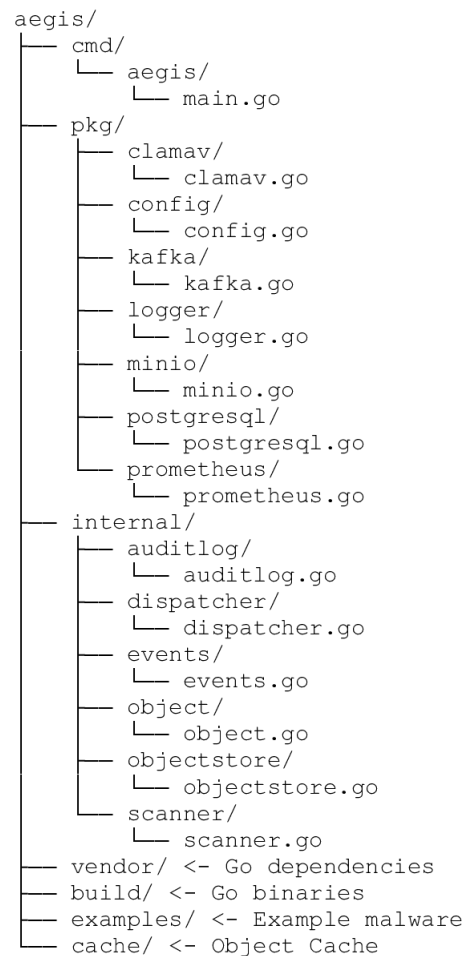 aegis/
├── cmd/
│   └── aegis/
│       └── main.go
├── pkg/
│   ├── clamav/
│   │   └── clamav.go
│   ├── config/
│   │   └── config.go
│   ├── kafka/
│   │   └── kafka.go
│   ├── logger/
│   │   └── logger.go
│   ├── minio/
│   │   └── minio.go
│   ├── postgresql/
│   │   └── postgresql.go
│   └── prometheus/
│       └── prometheus.go
├── internal/
│   ├── auditlog/
│   │   └── auditlog.go
│   ├── dispatcher/
│   │   └── dispatcher.go
│   ├── events/
│   │   └── events.go
│   ├── object/
│   │   └── object.go
│   ├── objectstore/
│   │   └── objectstore.go
│   └── scanner/
│       └── scanner.go
├── vendor/ <- Go dependencies
├── build/ <- Go binaries
├── examples/ <- Example malware
└── cache/ <- Object Cache